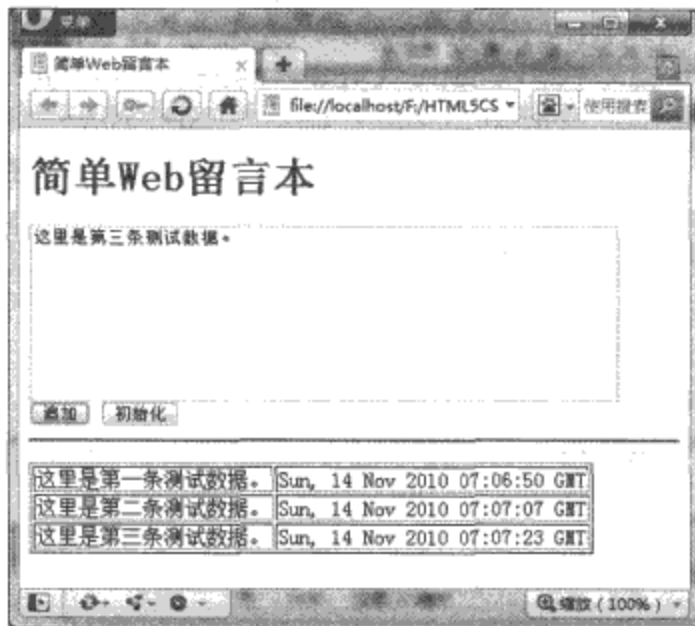 菜单
简单Web留言本
file://localhost/F:/HTML5CS
使用搜索
简单Web留言本
这里是第三条测试数据。
追加 初始化
这里是第一条测试数据。 Sun, 14 Nov 2010 07:06:50 GMT
这里是第二条测试数据。 Sun, 14 Nov 2010 07:07:07 GMT
这里是第三条测试数据。 Sun, 14 Nov 2010 07:07:23 GMT
缩放(100%)